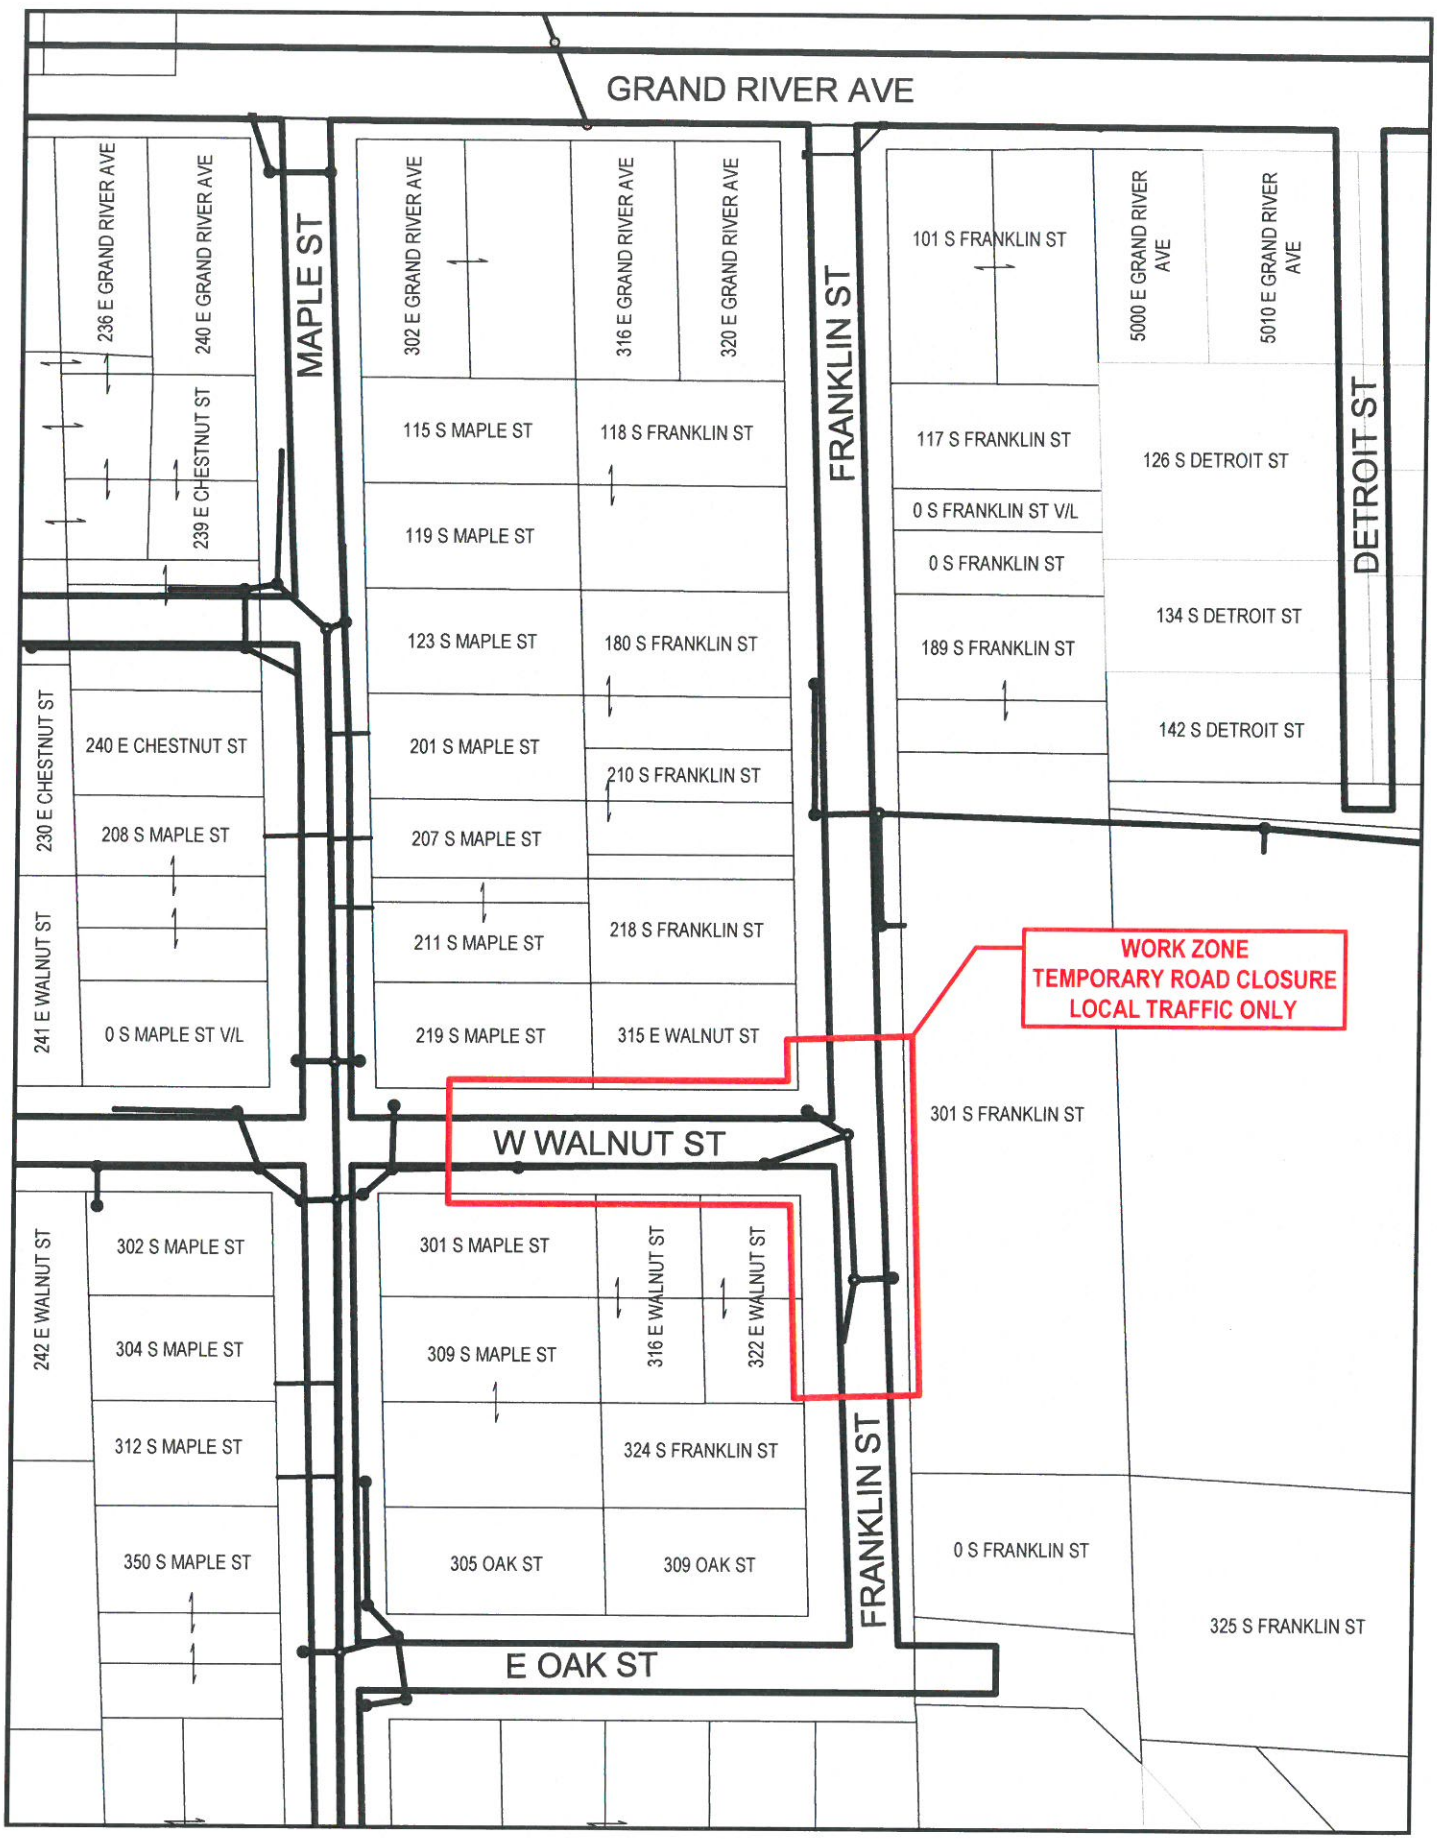 GRAND RIVER AVE
236 E GRAND RIVER AVE
240 E GRAND RIVER AVE
MAPLE ST
302 E GRAND RIVER AVE
316 E GRAND RIVER AVE
320 E GRAND RIVER AVE
FRANKLIN ST
101 S FRANKLIN ST
5000 E GRAND RIVER
AVE
5010 E GRAND RIVER
AVE
DETROIT ST
239 E CHESTNUT ST
115 S MAPLE ST
118 S FRANKLIN ST
117 S FRANKLIN ST
126 S DETROIT ST
0 S FRANKLIN ST V/L
119 S MAPLE ST
0 S FRANKLIN ST
134 S DETROIT ST
123 S MAPLE ST
180 S FRANKLIN ST
189 S FRANKLIN ST
142 S DETROIT ST
230 E CHESTNUT ST
240 E CHESTNUT ST
201 S MAPLE ST
210 S FRANKLIN ST
208 S MAPLE ST
207 S MAPLE ST
241 E WALNUT ST
211 S MAPLE ST
218 S FRANKLIN ST
WORK ZONE
TEMPORARY ROAD CLOSURE
LOCAL TRAFFIC ONLY
0 S MAPLE ST V/L
219 S MAPLE ST
315 E WALNUT ST
301 S FRANKLIN ST
W WALNUT ST
242 E WALNUT ST
302 S MAPLE ST
301 S MAPLE ST
316 E WALNUT ST
322 E WALNUT ST
304 S MAPLE ST
309 S MAPLE ST
312 S MAPLE ST
324 S FRANKLIN ST
FRANKLIN ST
350 S MAPLE ST
305 OAK ST
309 OAK ST
0 S FRANKLIN ST
325 S FRANKLIN ST
E OAK ST